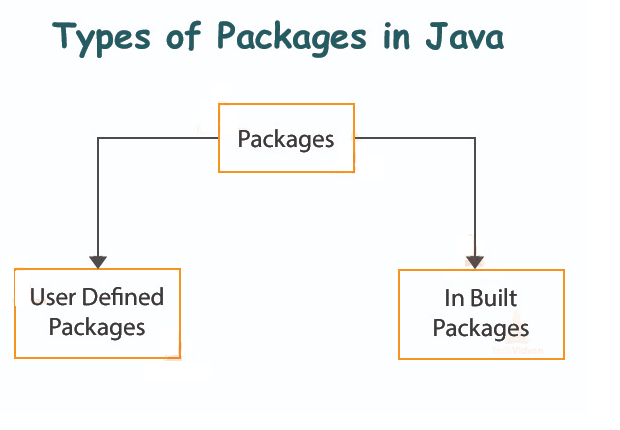 Types of Packages in Java
Packages
User Defined
Packages
In Built
Packages